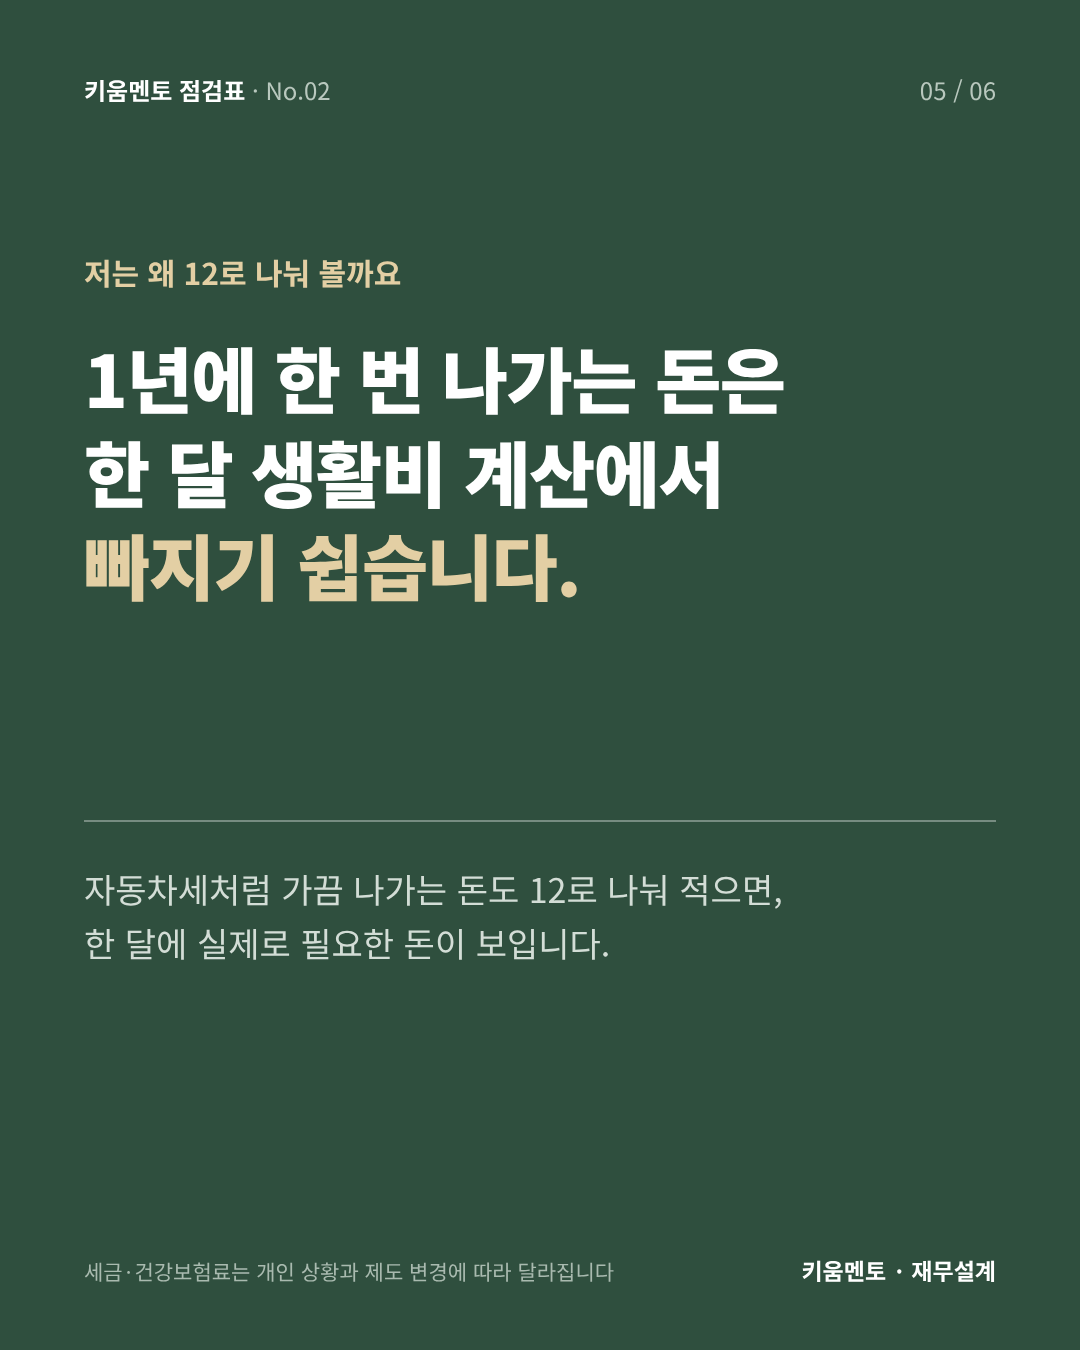 키움멘토 점검표 · No.02
05 / 06
저는 왜 12로 나눠 볼까요
1년에 한 번 나가는 돈은
한 달 생활비 계산에서
빠지기 쉽습니다.
자동차세처럼 가끔 나가는 돈도 12로 나눠 적으면,
한 달에 실제로 필요한 돈이 보입니다.
세금·건강보험료는 개인 상황과 제도 변경에 따라 달라집니다
키움멘토 · 재무설계